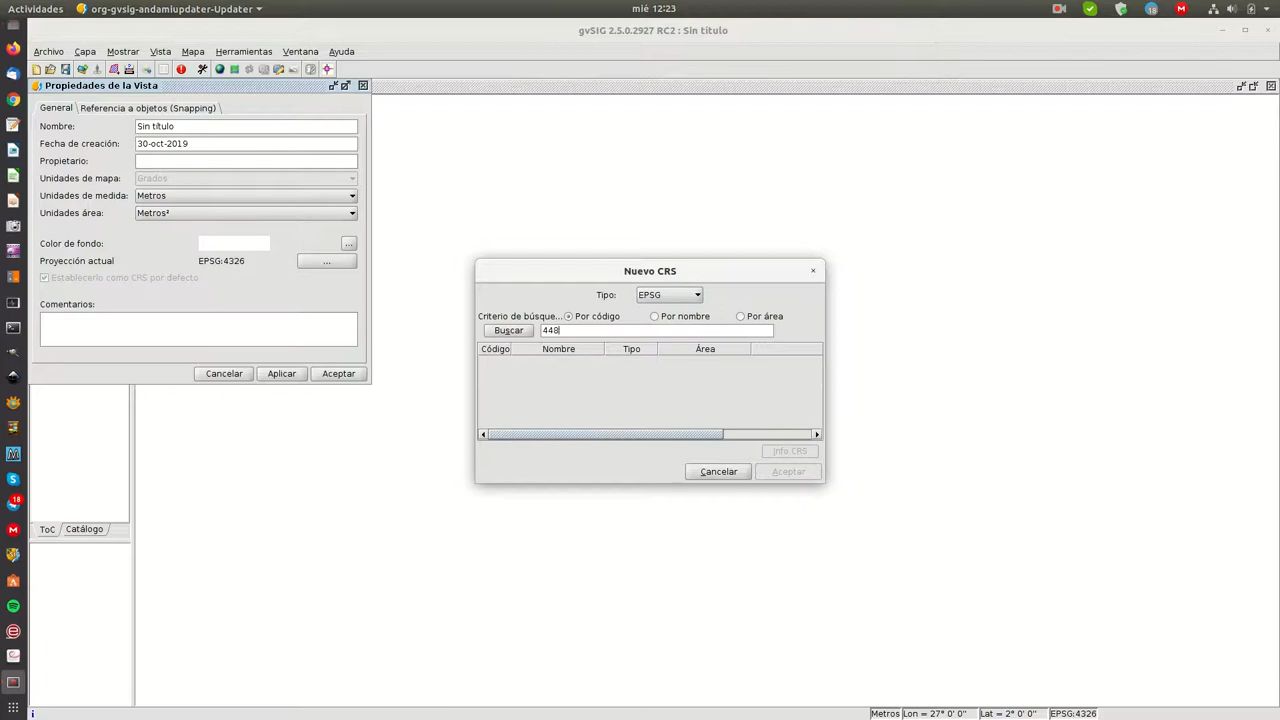 Actividades
org-gvsig-andamiupdater-Updater
mié 12:23
18
gvSIG 2.5.0.2927 RC2 : Sin título
Archivo Capa Mostrar Vista Mapa Herramientas Ventana Ayuda
Propiedades de la Vista
General
Referencia a objetos (Snapping)
Nombre: Sin título
Fecha de creación: 30-oct-2019
Propietario:
Unidades de mapa: Grados
Unidades de medida: Metros
Unidades área: Metros²
Color de fondo: ...
Proyección actual EPSG:4326 ...
Establecerlo como CRS por defecto
Comentarios:
Cancelar Aplicar Aceptar
Nuevo CRS
Tipo: EPSG
Criterio de búsque... Por código Por nombre Por área
Buscar 448
Código Nombre Tipo Área
Info CRS
Cancelar Aceptar
18
ToC Catálogo
Metros Lon = 27° 0' 0'' Lat = 2° 0' 0'' EPSG:4326